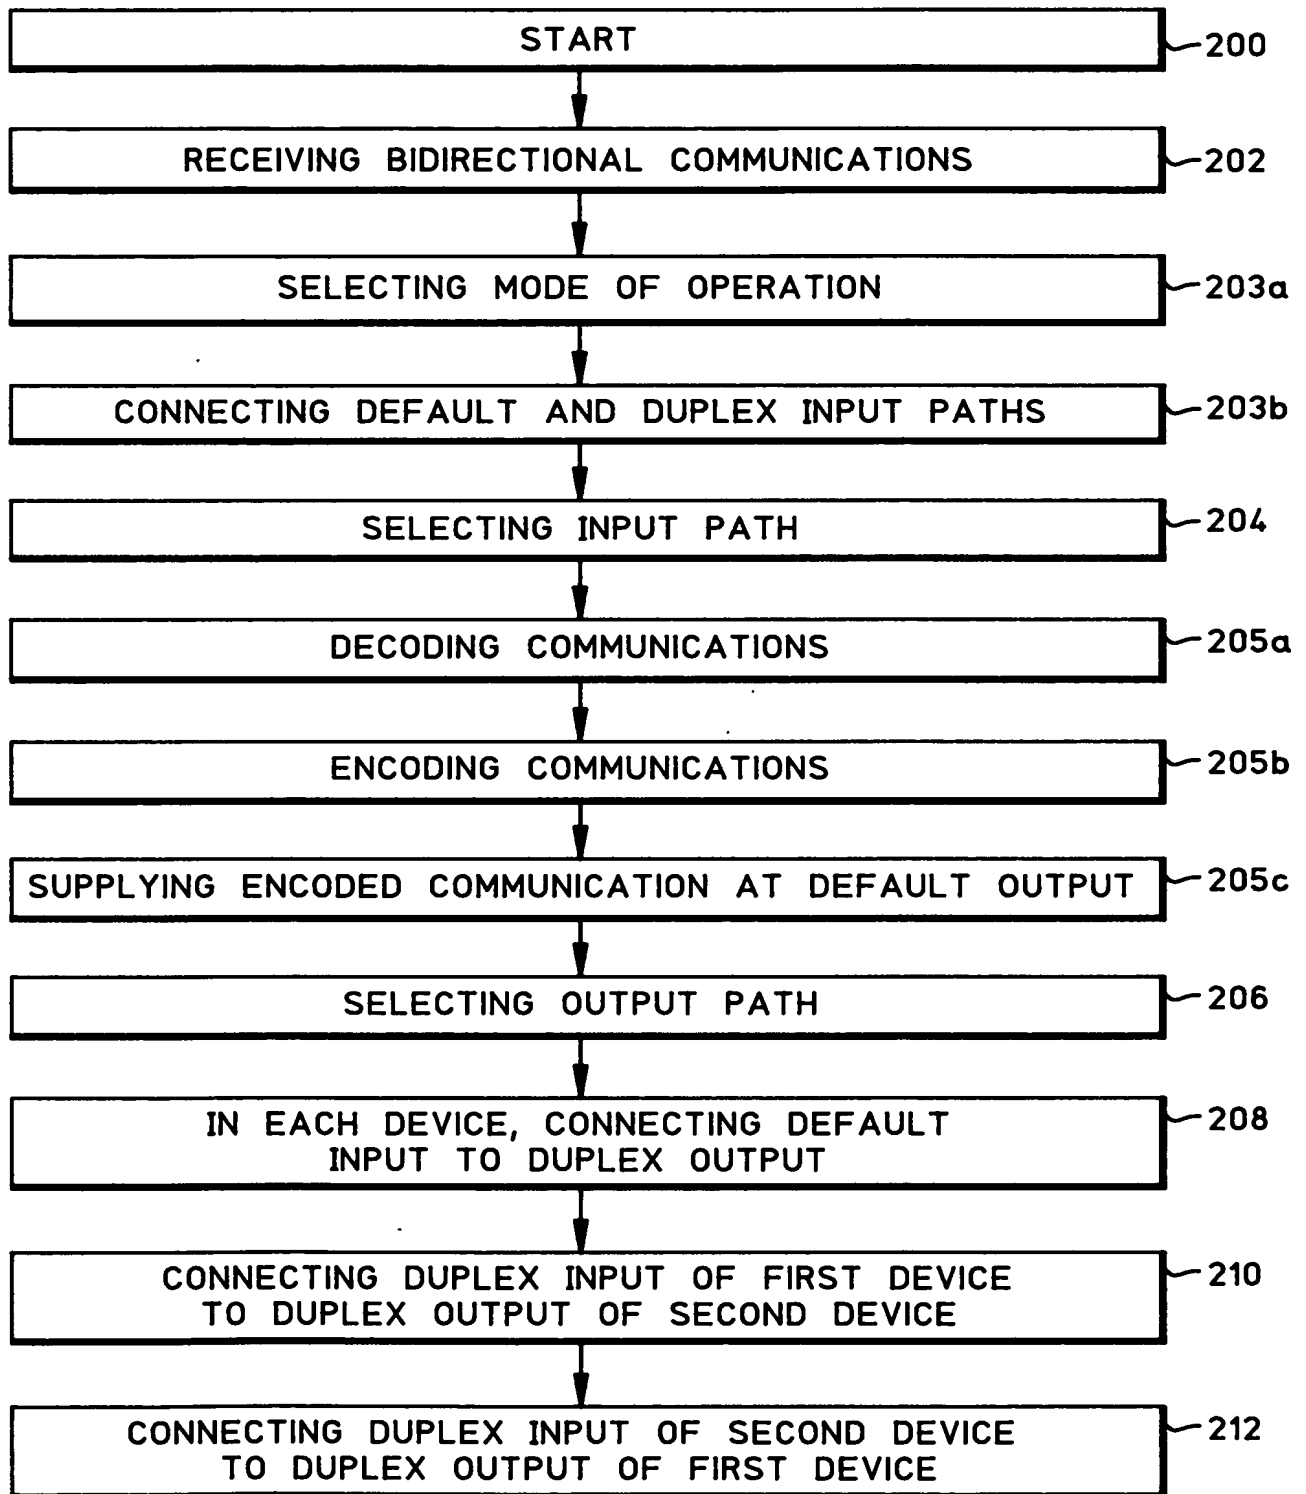 START
200
RECEIVING BIDIRECTIONAL COMMUNICATIONS
202
SELECTING MODE OF OPERATION
203a
CONNECTING DEFAULT AND DUPLEX INPUT PATHS
203b
SELECTING INPUT PATH
204
DECODING COMMUNICATIONS
205a
ENCODING COMMUNICATIONS
205b
SUPPLYING ENCODED COMMUNICATION AT DEFAULT OUTPUT
205c
SELECTING OUTPUT PATH
206
IN EACH DEVICE, CONNECTING DEFAULT
INPUT TO DUPLEX OUTPUT
208
CONNECTING DUPLEX INPUT OF FIRST DEVICE
TO DUPLEX OUTPUT OF SECOND DEVICE
210
CONNECTING DUPLEX INPUT OF SECOND DEVICE
TO DUPLEX OUTPUT OF FIRST DEVICE
212